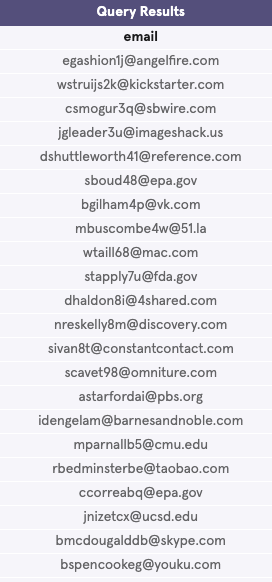 Query Results
email
egashion1j@angelfire.com
wstruijs2k@kickstarter.com
csmogur3q@sbwire.com
jgleader3u@imageshack.us
dshuttleworth41@reference.com
sboud48@epa.gov
bgilham4p@vk.com
mbuscombe4w@51.la
wtaill68@mac.com
stapply7u@fda.gov
dhaldon8i@4shared.com
nreskelly8m@discovery.com
sivan8t@constantcontact.com
scavet98@omniture.com
astarfordai@pbs.org
idengelam@barnesandnoble.com
mparnallb5@cmu.edu
rbedminsterbe@taobao.com
ccorreabq@epa.gov
jnizetcx@ucsd.edu
bmcdougalddb@skype.com
bspencookeg@youku.com